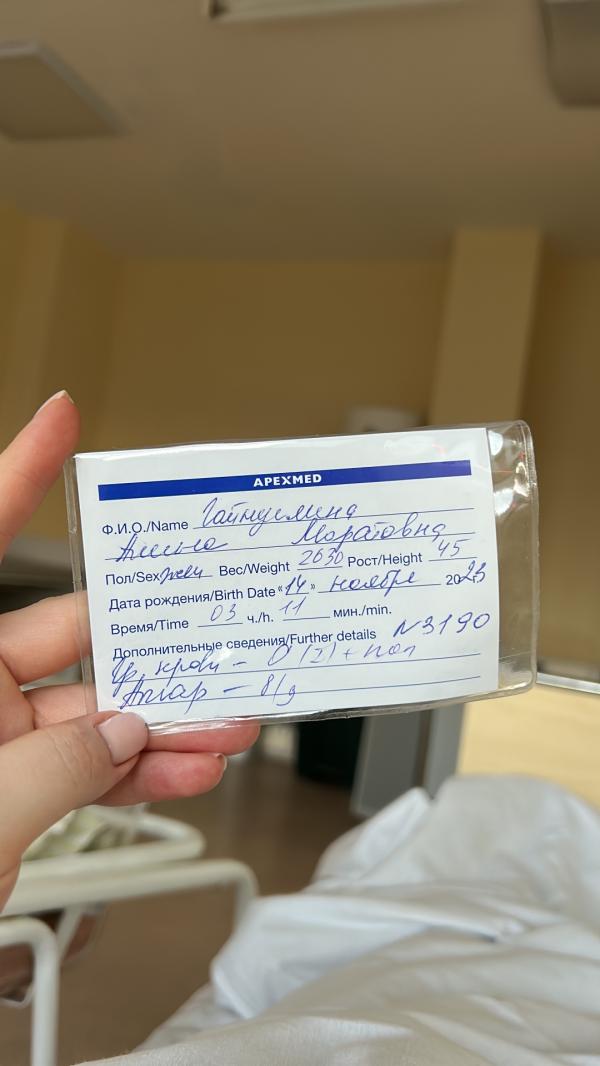 APEXMED
Ф.И.О./Name Гайнуллина
Маратовна
Пол/Sex жен Вес/Weight 2630 Рост/Height 45
Дата рождения/Birth Date «14» ноября 2023
Время/Time 03 ч./h. 11 мин./min.
Дополнительные сведения/Further details N3190
Гр. крови - O (I) + пол
Апгар - 8/9